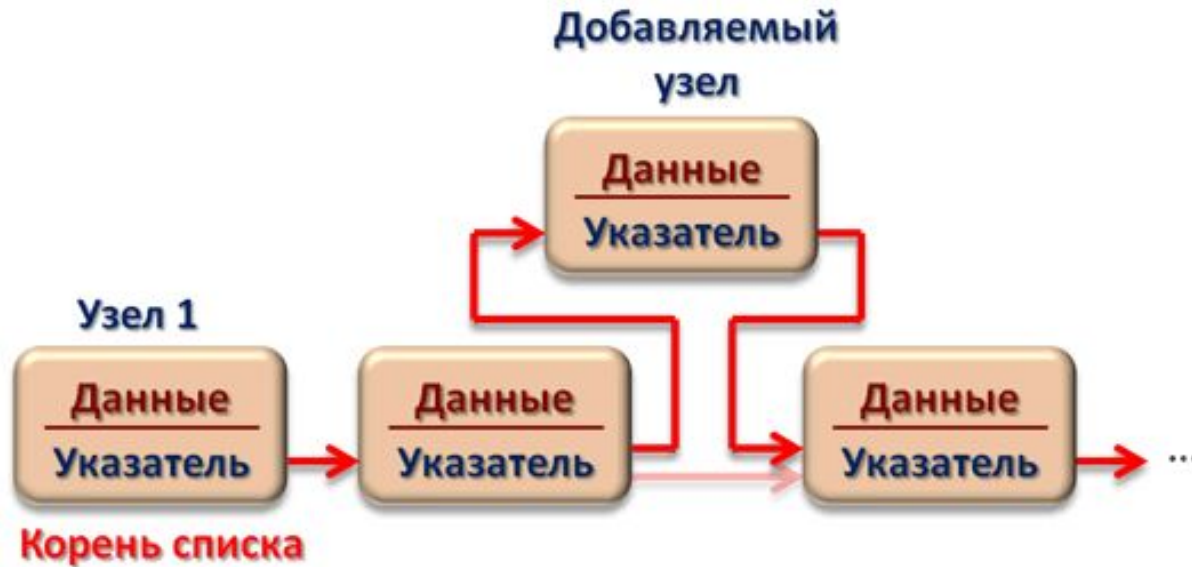 Добавляемый
узел
Данные
Указатель
Узел 1
Данные
Указатель
Данные
Указатель
Данные
Указатель
...
Корень списка